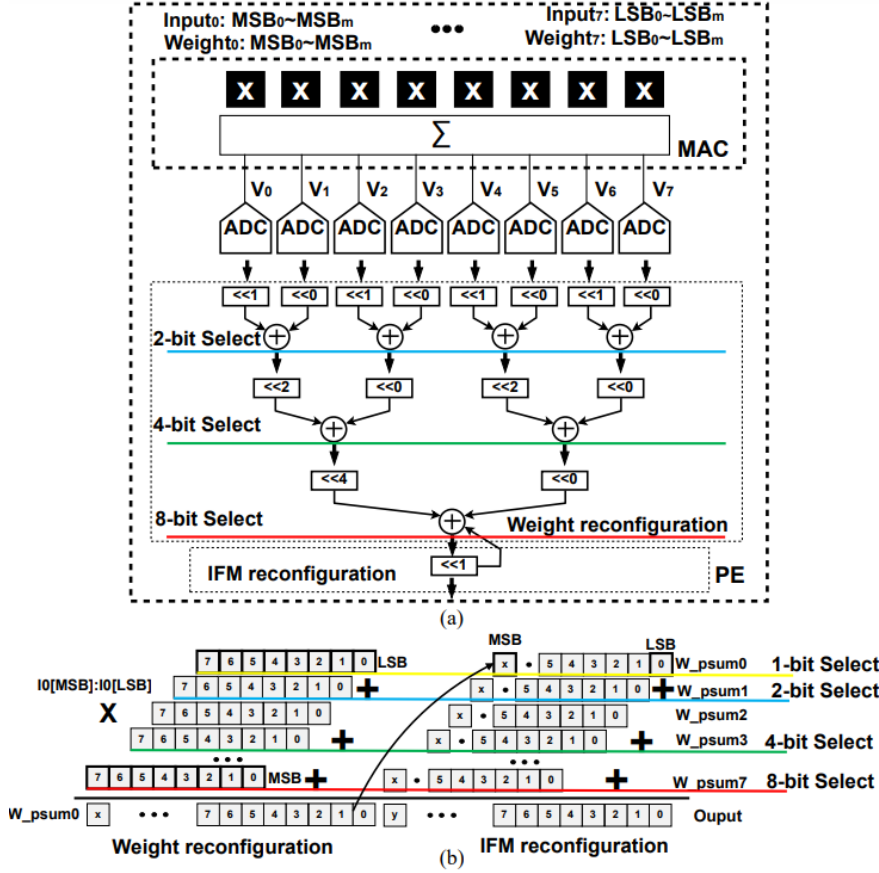 Input₀: MSB₀~MSBₘ ••• Input₇: LSB₀~LSBₘ
Weight₀: MSB₀~MSBₘ Weight₇: LSB₀~LSBₘ
X X X X X X X X
Σ
MAC
V₀ V₁ V₂ V₃ V₄ V₅ V₆ V₇
ADC ADC ADC ADC ADC ADC ADC ADC
<<1 <<0 <<1 <<0 <<1 <<0 <<1 <<0
+ + + +
2-bit Select
<<2 <<0 <<2 <<0
+ +
4-bit Select
<<4 <<0
+
8-bit Select Weight reconfiguration
<<1
IFM reconfiguration PE
(a)
MSB LSB
7 6 5 4 3 2 1 0 LSB x • 5 4 3 2 1 0 W_psum0 1-bit Select
I0[MSB]:I0[LSB] 7 6 5 4 3 2 1 0 + x • 5 4 3 2 1 0 + W_psum1 2-bit Select
X 7 6 5 4 3 2 1 0 x • 5 4 3 2 1 0 W_psum2
7 6 5 4 3 2 1 0 + x • 5 4 3 2 1 0 + W_psum3 4-bit Select
••• •••
7 6 5 4 3 2 1 0 MSB + x • 5 4 3 2 1 0 + W_psum7 8-bit Select
W_psum0 x ••• 7 6 5 4 3 2 1 0 y ••• 7 6 5 4 3 2 1 0 Ouput
Weight reconfiguration IFM reconfiguration
(b)